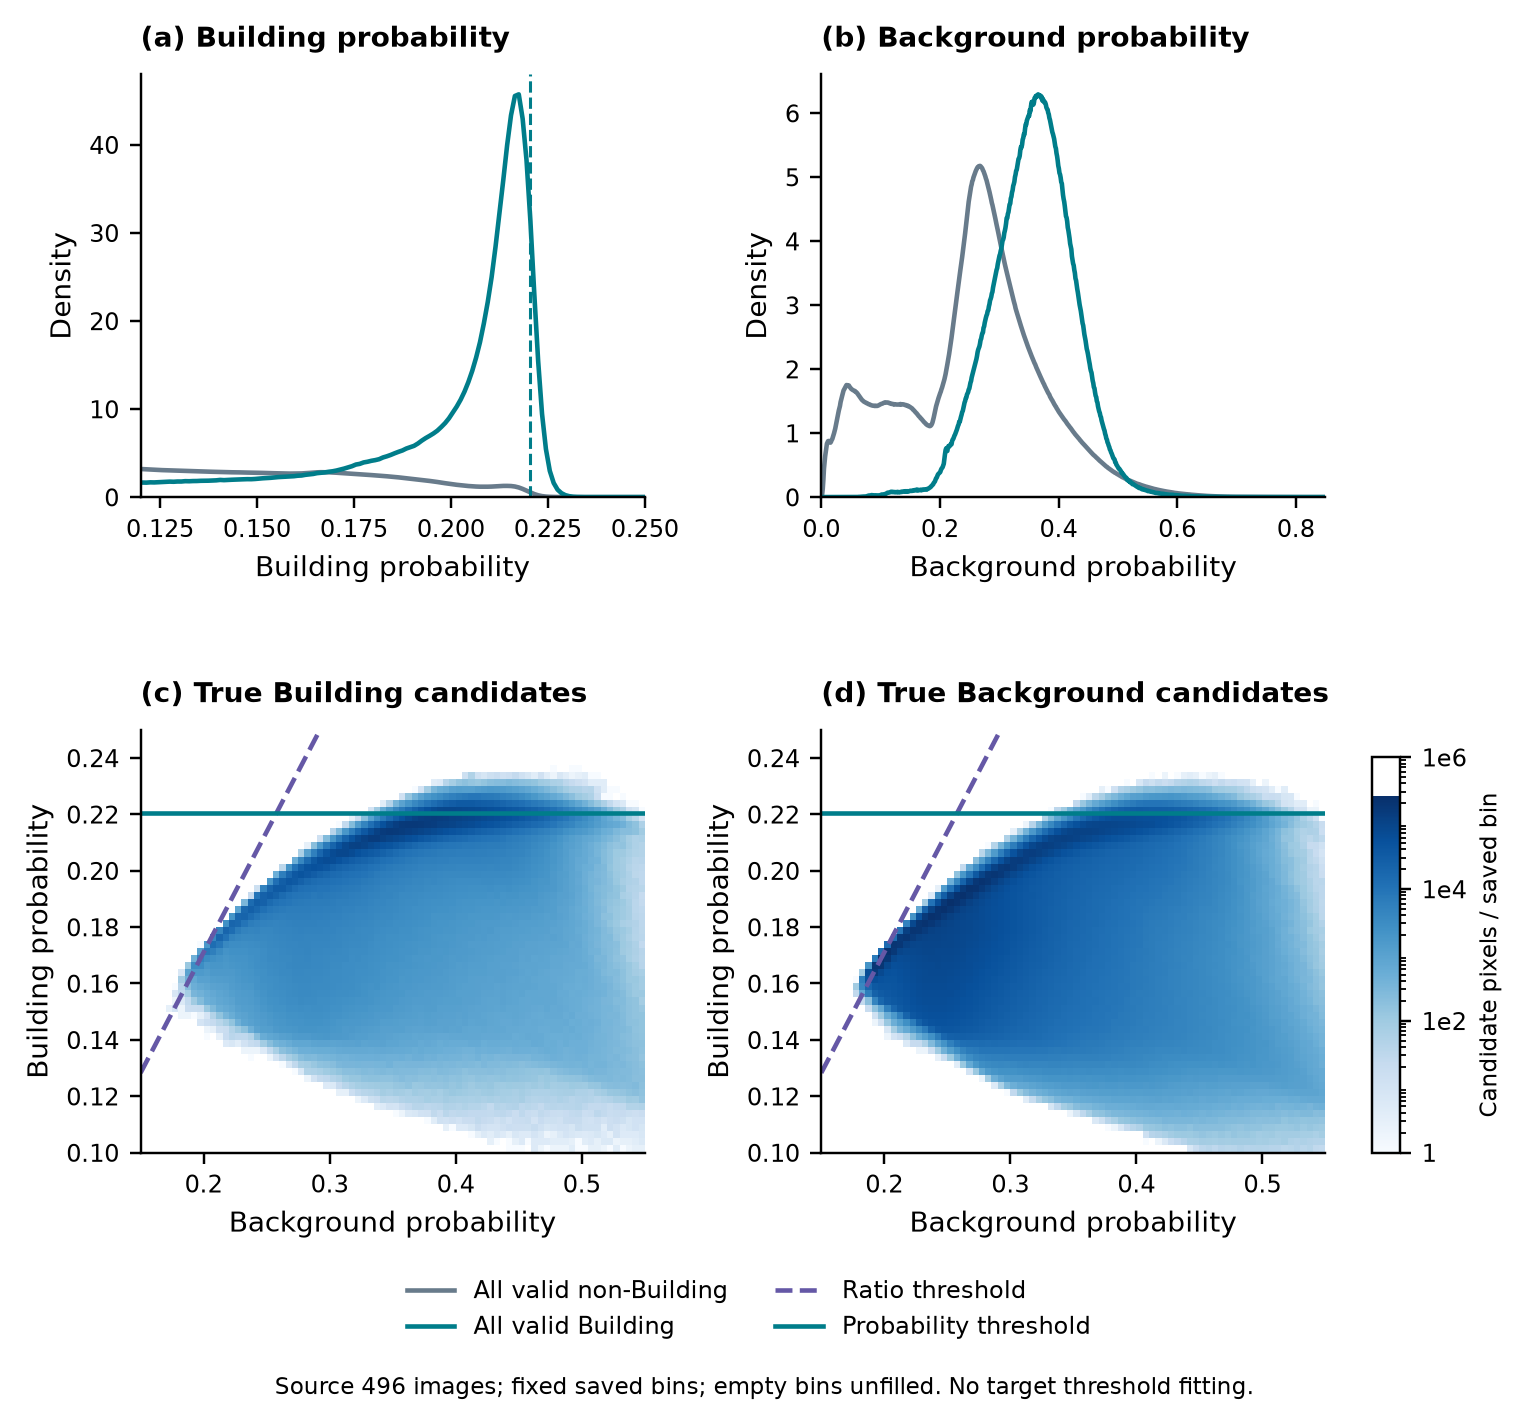 (a) Building probability
Density
40
30
20
10
0
0.125 0.150 0.175 0.200 0.225 0.250
Building probability
(b) Background probability
Density
6
5
4
3
2
1
0
0.0 0.2 0.4 0.6 0.8
Background probability
(c) True Building candidates
Building probability
0.24
0.22
0.20
0.18
0.16
0.14
0.12
0.10
0.2 0.3 0.4 0.5
Background probability
(d) True Background candidates
Building probability
0.24
0.22
0.20
0.18
0.16
0.14
0.12
0.10
0.2 0.3 0.4 0.5
Background probability
1e6
1e4
1e2
1
Candidate pixels / saved bin
All valid non-Building
All valid Building
Ratio threshold
Probability threshold
Source 496 images; fixed saved bins; empty bins unfilled. No target threshold fitting.